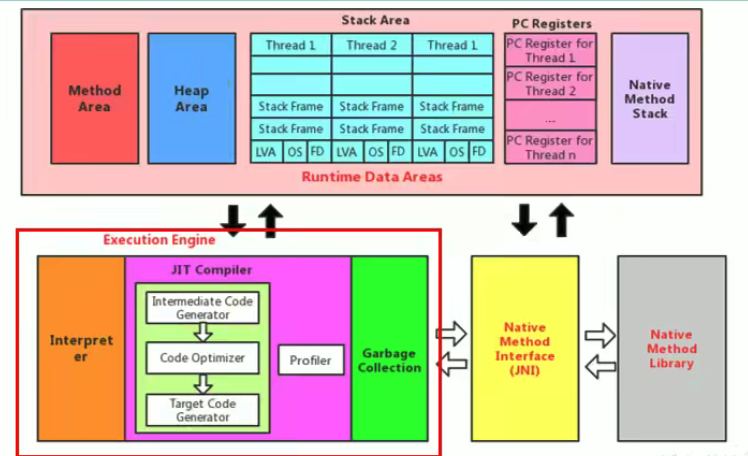 Stack Area
PC Registers
Method
Area
Heap
Area
Thread 1
Thread 2
Thread 1
Stack Frame
Stack Frame
Stack Frame
Stack Frame
Stack Frame
Stack Frame
LVA
OS
FD
LVA
OS
FD
LVA
OS
FD
PC Register for
Thread 1
PC Register for
Thread 2
...
PC Register for
Thread n
Native
Method
Stack
Runtime Data Areas
Execution Engine
Interpret
er
JIT Compiler
Intermediate Code
Generator
Code Optimizer
Target Code
Generator
Profiler
Garbage
Collection
Native
Method
Interface
(JNI)
Native
Method
Library